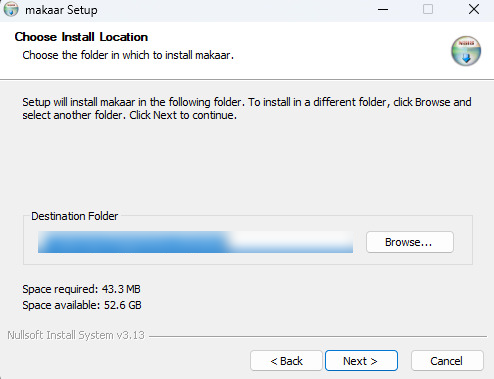 makaar Setup
Choose Install Location
Choose the folder in which to install makaar.
Setup will install makaar in the following folder. To install in a different folder, click Browse and
select another folder. Click Next to continue.
Destination Folder
Browse...
Space required: 43.3 MB
Space available: 52.6 GB
Nullsoft Install System v3.13
< Back
Next >
Cancel